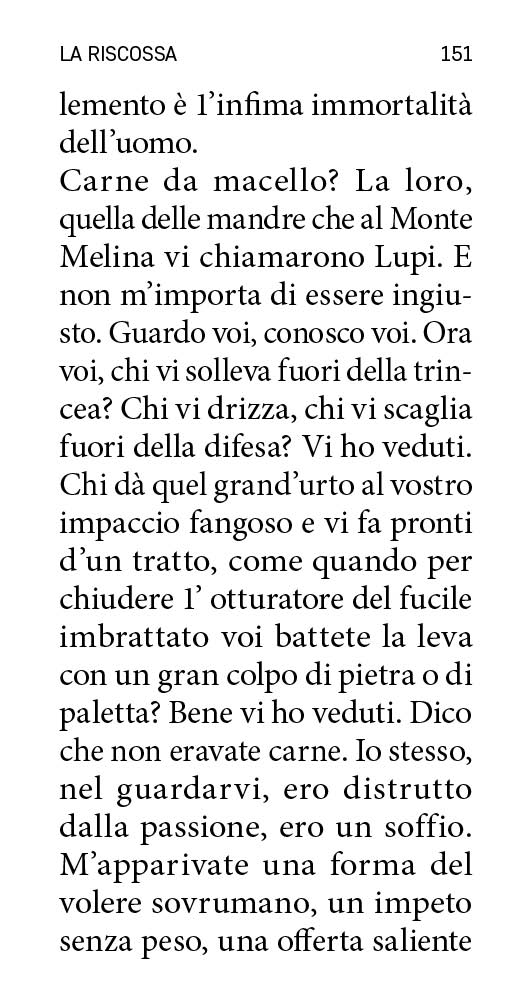 LA RISCOSSA 151
lemento è l’infima immortalità
dell’uomo.
Carne da macello? La loro,
quella delle mandre che al Monte
Melina vi chiamarono Lupi. E
non m’importa di essere ingiu-
sto. Guardo voi, conosco voi. Ora
voi, chi vi solleva fuori della trin-
cea? Chi vi drizza, chi vi scaglia
fuori della difesa? Vi ho veduti.
Chi dà quel grand’urto al vostro
impaccio fangoso e vi fa pronti
d’un tratto, come quando per
chiudere l’ otturatore del fucile
imbrattato voi battete la leva
con un gran colpo di pietra o di
paletta? Bene vi ho veduti. Dico
che non eravate carne. Io stesso,
nel guardarvi, ero distrutto
dalla passione, ero un soffio.
M’apparivate una forma del
volere sovrumano, un impeto
senza peso, una offerta saliente